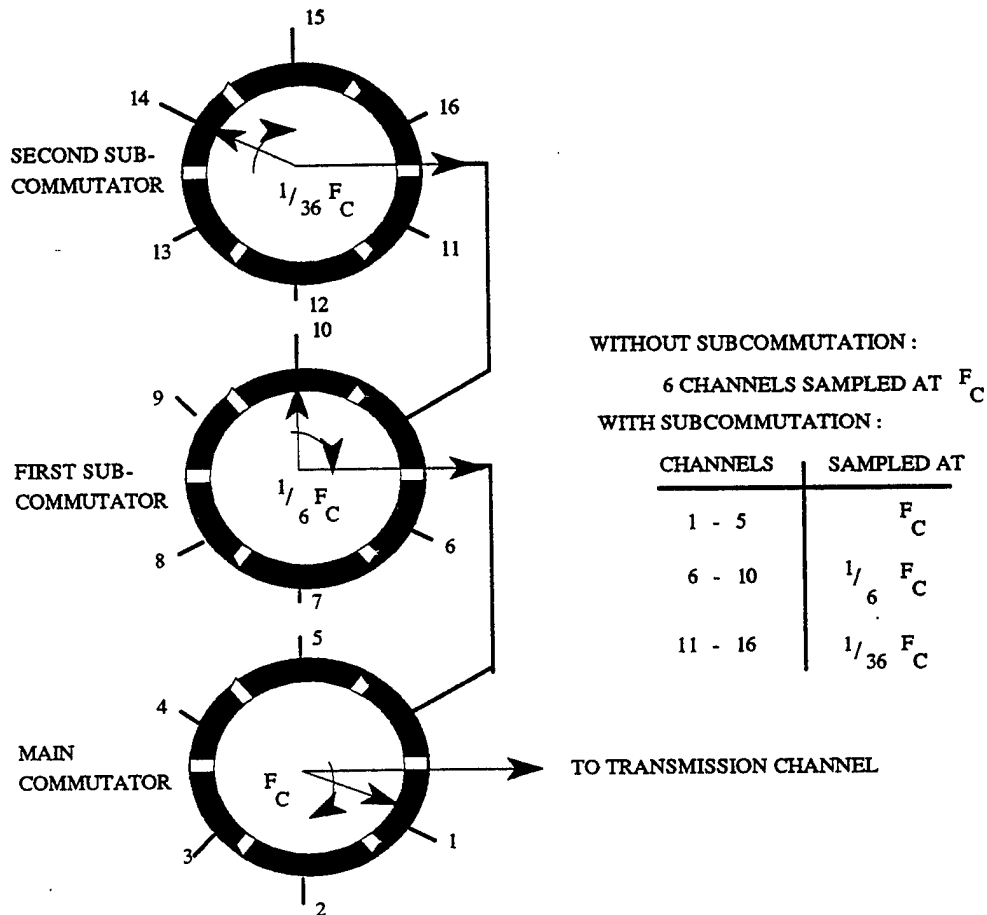 15
14
16
SECOND SUB-
COMMUTATOR
1/36 FC
13
11
12
10
9
FIRST SUB-
COMMUTATOR
1/6 FC
8
6
7
5
4
MAIN
COMMUTATOR
FC
3
1
2
TO TRANSMISSION CHANNEL
WITHOUT SUBCOMMUTATION :
6 CHANNELS SAMPLED AT FC
WITH SUBCOMMUTATION :
CHANNELS SAMPLED AT
1 - 5 FC
6 - 10 1/6 FC
11 - 16 1/36 FC